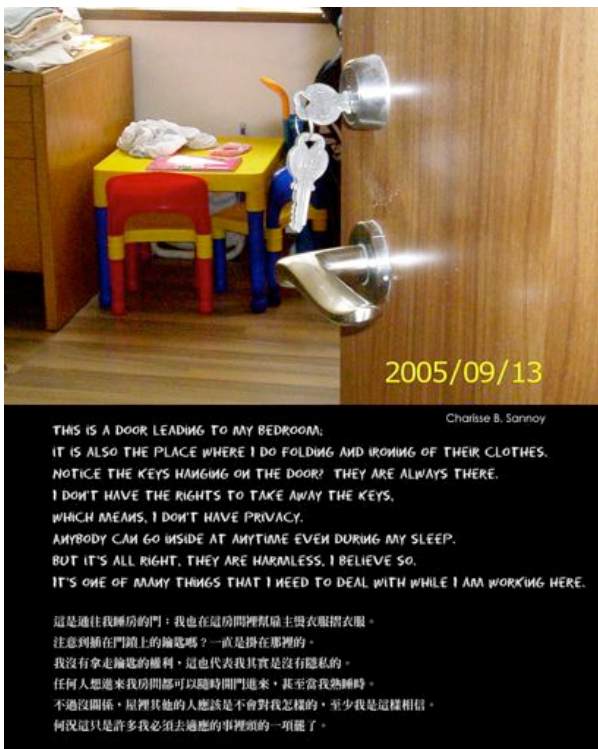 2005/09/13
Charisse B. Sannoy
THIS IS A DOOR LEADING TO MY BEDROOM;
IT IS ALSO THE PLACE WHERE I DO FOLDING AND IRONING OF THEIR CLOTHES.
NOTICE THE KEYS HANGING ON THE DOOR? THEY ARE ALWAYS THERE.
I DON'T HAVE THE RIGHTS TO TAKE AWAY THE KEYS,
WHICH MEANS, I DON'T HAVE PRIVACY.
ANYBODY CAN GO INSIDE AT ANYTIME EVEN DURING MY SLEEP.
BUT IT'S ALL RIGHT, THEY ARE HARMLESS, I BELIEVE SO.
IT'S ONE OF MANY THINGS THAT I NEED TO DEAL WITH WHILE I AM WORKING HERE.
這是通往我睡房的門；我也在這房間裡幫雇主燙衣服摺衣服。
注意到插在門鎖上的鑰匙嗎？一直是掛在那裡的。
我沒有拿走鑰匙的權利，這也代表我其實是沒有隱私的。
任何人想進來我房間都可以隨時開門進來，甚至當我熟睡時。
不過沒關係，屋裡其他的人應該是不會對我怎樣的，至少我是這樣相信。
何況這只是許多我必須去適應的事裡頭的一項罷了。